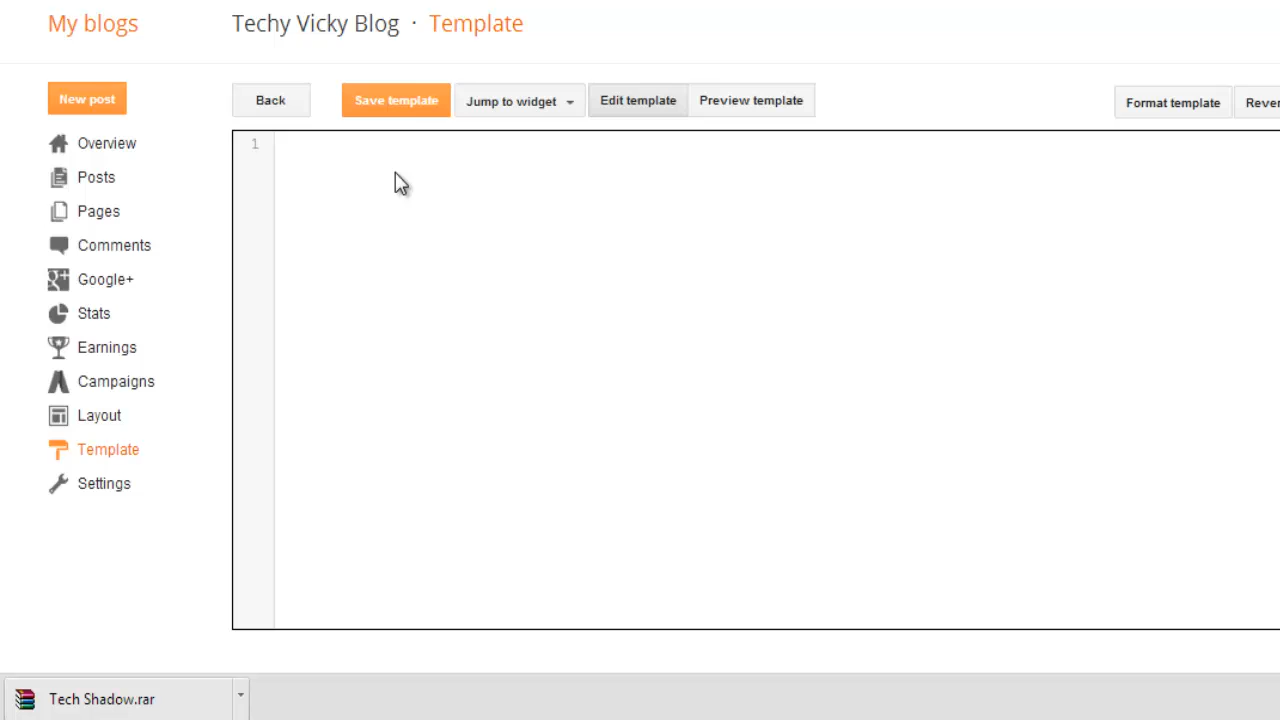 My blogs
Techy Vicky Blog · Template
New post
Back
Save template
Jump to widget
Edit template
Preview template
Format template
Rever
1
Overview
Posts
Pages
Comments
Google+
Stats
Earnings
Campaigns
Layout
Template
Settings
Tech Shadow.rar